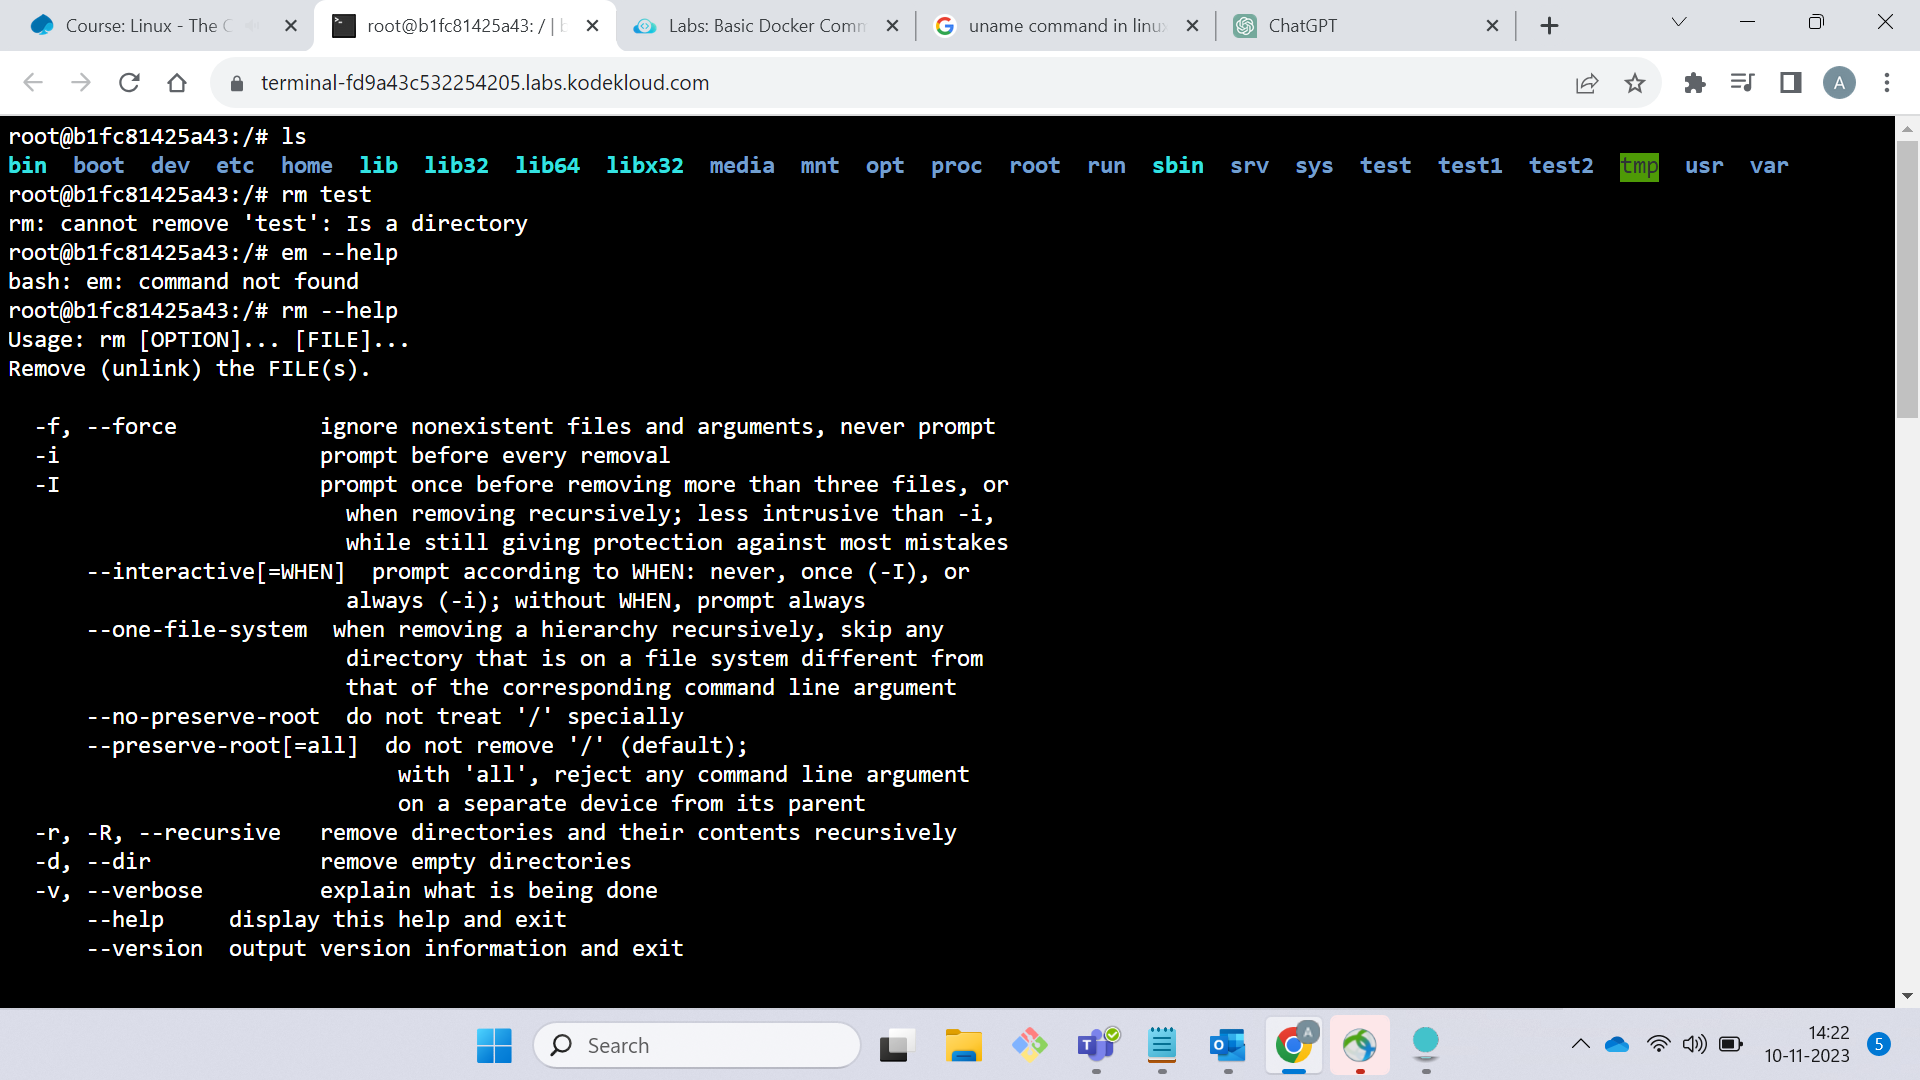 Course: Linux - The C
root@b1fc81425a43: / | b
Labs: Basic Docker Comm
uname command in linux
ChatGPT
terminal-fd9a43c532254205.labs.kodekloud.com
A
root@b1fc81425a43:/# ls
bin boot dev etc home lib lib32 lib64 libx32 media mnt opt proc root run sbin srv sys test test1 test2 tmp usr var
root@b1fc81425a43:/# rm test
rm: cannot remove 'test': Is a directory
root@b1fc81425a43:/# em --help
bash: em: command not found
root@b1fc81425a43:/# rm --help
Usage: rm [OPTION]... [FILE]...
Remove (unlink) the FILE(s).
-f, --force ignore nonexistent files and arguments, never prompt
-i prompt before every removal
-I prompt once before removing more than three files, or
when removing recursively; less intrusive than -i,
while still giving protection against most mistakes
--interactive[=WHEN] prompt according to WHEN: never, once (-I), or
always (-i); without WHEN, prompt always
--one-file-system when removing a hierarchy recursively, skip any
directory that is on a file system different from
that of the corresponding command line argument
--no-preserve-root do not treat '/' specially
--preserve-root[=all] do not remove '/' (default);
with 'all', reject any command line argument
on a separate device from its parent
-r, -R, --recursive remove directories and their contents recursively
-d, --dir remove empty directories
-v, --verbose explain what is being done
--help display this help and exit
--version output version information and exit
Search
A
14:22
10-11-2023
5